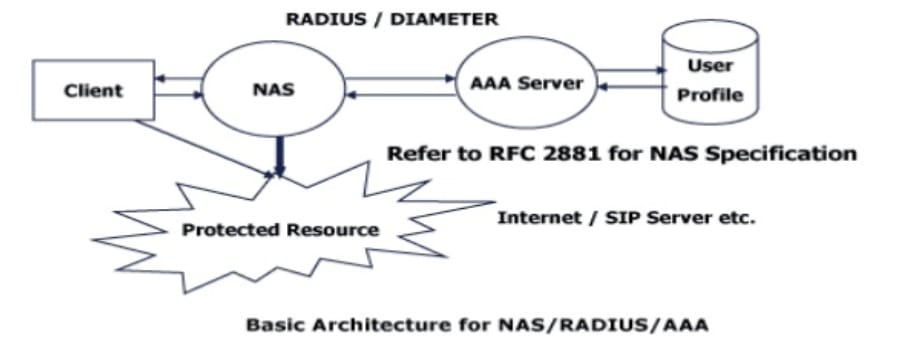 RADIUS / DIAMETER
Client
NAS
AAA Server
User
Profile
Refer to RFC 2881 for NAS Specification
Protected Resource
Internet / SIP Server etc.
Basic Architecture for NAS/RADIUS/AAA